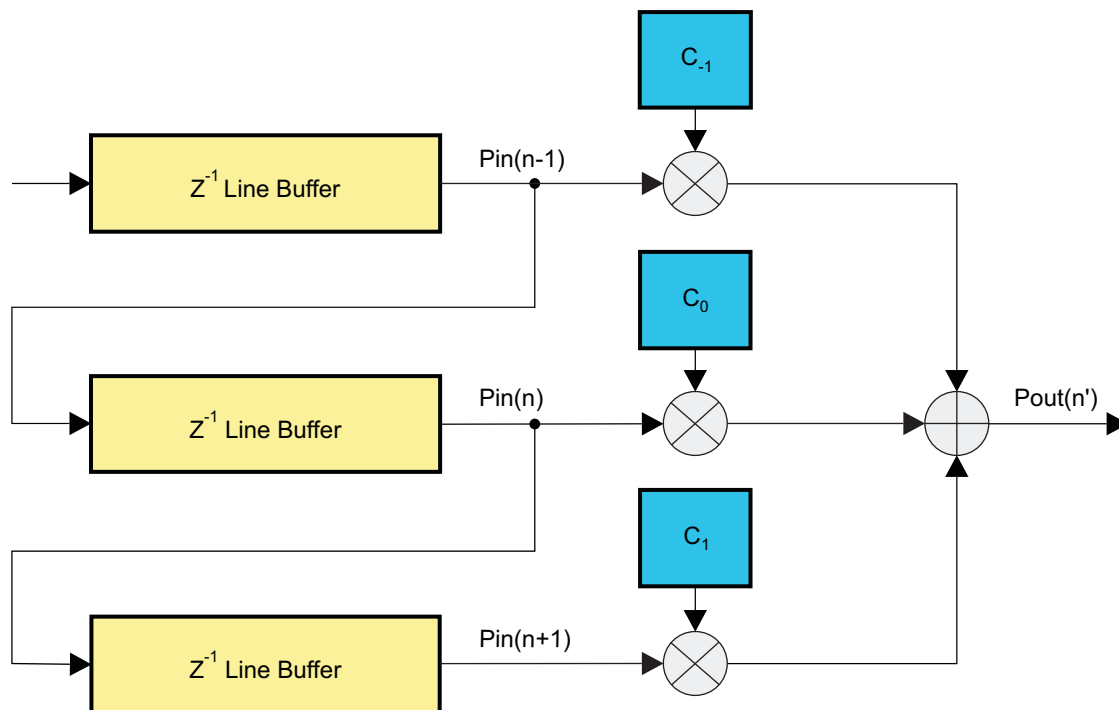 C₋₁
Pin(n-1)
Z⁻¹ Line Buffer
C₀
Pin(n)
Pout(n')
Z⁻¹ Line Buffer
C₁
Pin(n+1)
Z⁻¹ Line Buffer